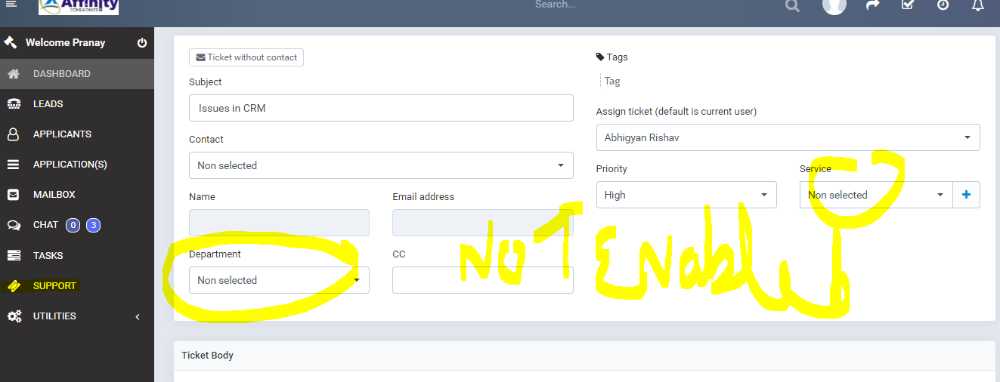 Affinity
CONSULTANTS
Search...
Welcome Pranay
DASHBOARD
LEADS
APPLICANTS
APPLICATION(S)
MAILBOX
CHAT 0 3
TASKS
SUPPORT
UTILITIES
Ticket without contact
Subject
Issues in CRM
Contact
Non selected
Name
Email address
Department
Non selected
CC
Tags
Tag
Assign ticket (default is current user)
Abhigyan Rishav
Priority
High
Service
Non selected
NOT Enabled
Ticket Body